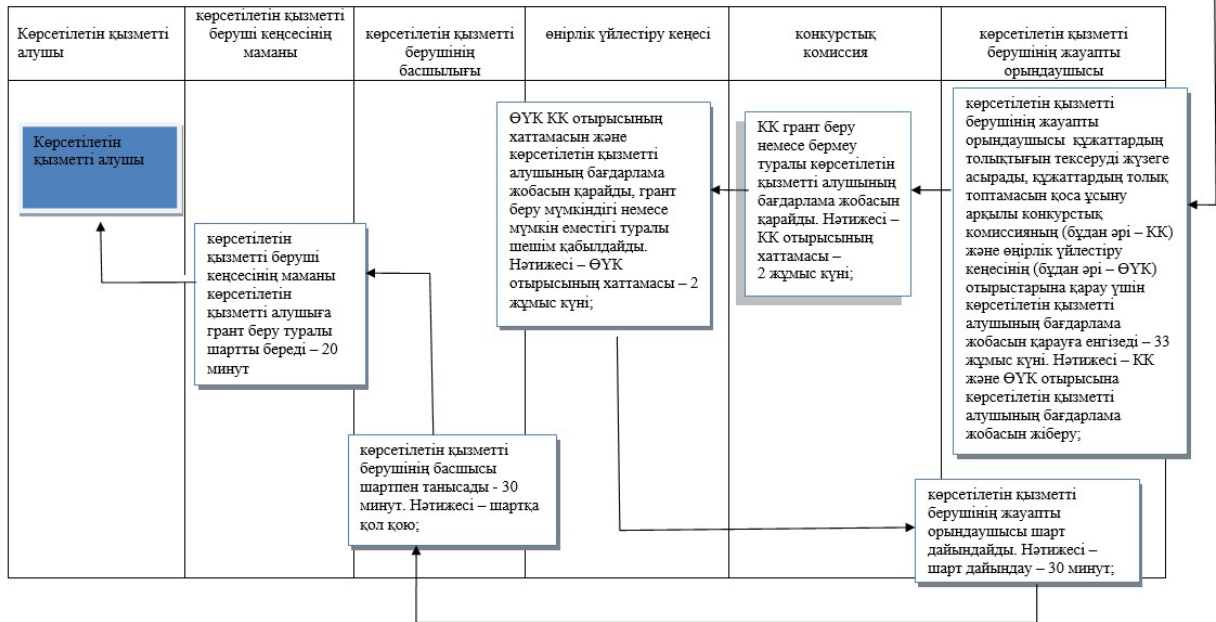 Көрсетілетін қызметті
алушы
көрсетілетін қызметті
беруші кеңсесінің
маманы
көрсетілетін қызметті
берушінің
басшылығы
өнірлік үйлестіру кеңесі
конкурстық
комиссия
көрсетілетін қызметті
берушінің жауапты
орындаушысы
Көрсетілетін
қызметті алушы
көрсетілетін
қызметті беруші
кеңсесінің маманы
көрсетілетін
қызметті алушыға
грант беру туралы
шартты береді – 20
минут
көрсетілетін қызметті
берушінің басшысы
шартпен танысады - 30
минут. Нәтижесі – шартқа
қол қою;
ӨҮК КК отырысының
хаттамасын және
көрсетілетін қызметті
алушының бағдарлама
жобасын қарайды, грант
беру мүмкіндігі немесе
мүмкін еместігі туралы
шешім қабылдайды.
Нәтижесі – ӨҮК
отырысының хаттамасы – 2
жұмыс күні;
КК грант беру
немесе бермеу
туралы көрсетілетін
қызметті алушының
бағдарлама жобасын
қарайды. Нәтижесі –
КК отырысының
хаттамасы –
2 жұмыс күні;
көрсетілетін қызметті
берушінің жауапты
орындаушысы құжаттардың
толықтығын тексеруді жүзеге
асырады, құжаттардың толық
топтамасын қоса ұсыну
арқылы конкурстық
комиссияның (бұдан әрі – КК)
және өңірлік үйлестіру
кеңесінің (бұдан әрі – ӨҮК)
отырыстарына қарау үшін
көрсетілетін қызметті
алушының бағдарлама
жобасын қарауға енгізеді – 33
жұмыс күні. Нәтижесі – КК
және ӨҮК отырысына
көрсетілетін қызметті
алушының бағдарлама
жобасын жіберу;
көрсетілетін қызметті
берушінің жауапты
орындаушысы шарт
дайындайды. Нәтижесі –
шарт дайындау – 30 минут;